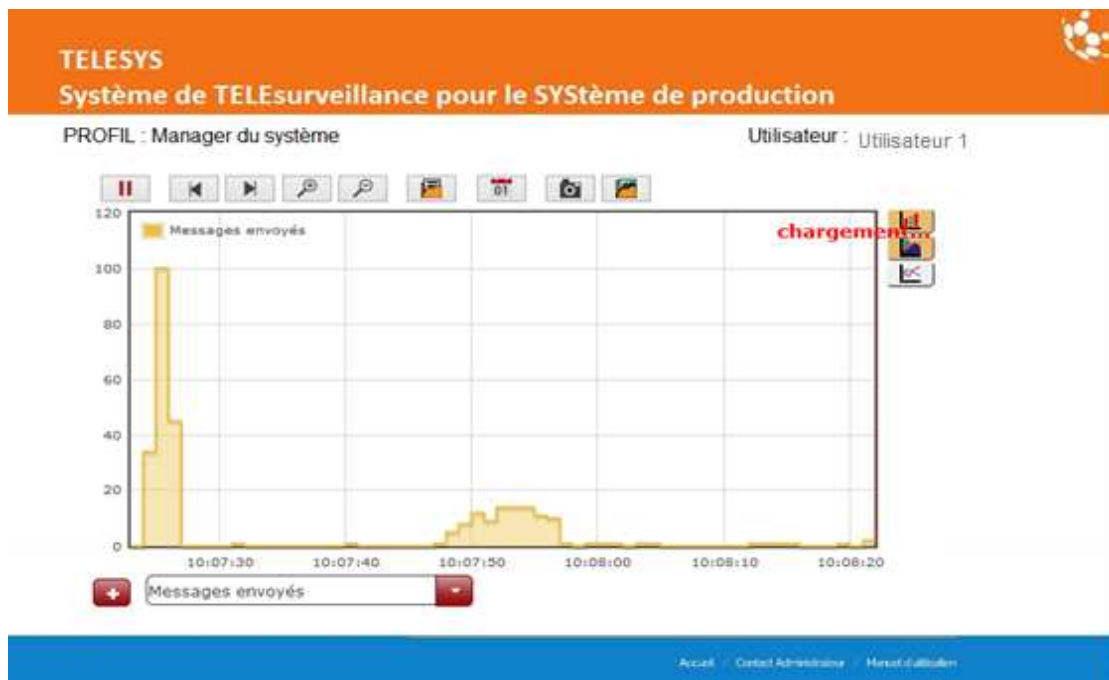 TELESYS
Système de TELEsurveillance pour le SYStème de production
PROFIL : Manager du système
Utilisateur : Utilisateur 1
01
120
Messages envoyés
chargement...
100
80
60
40
20
0
10:07:30 10:07:40 10:07:50 10:08:00 10:08:10 10:08:20
+ Messages envoyés
Accueil / Contact Administrateur / Manuel d'utilisation